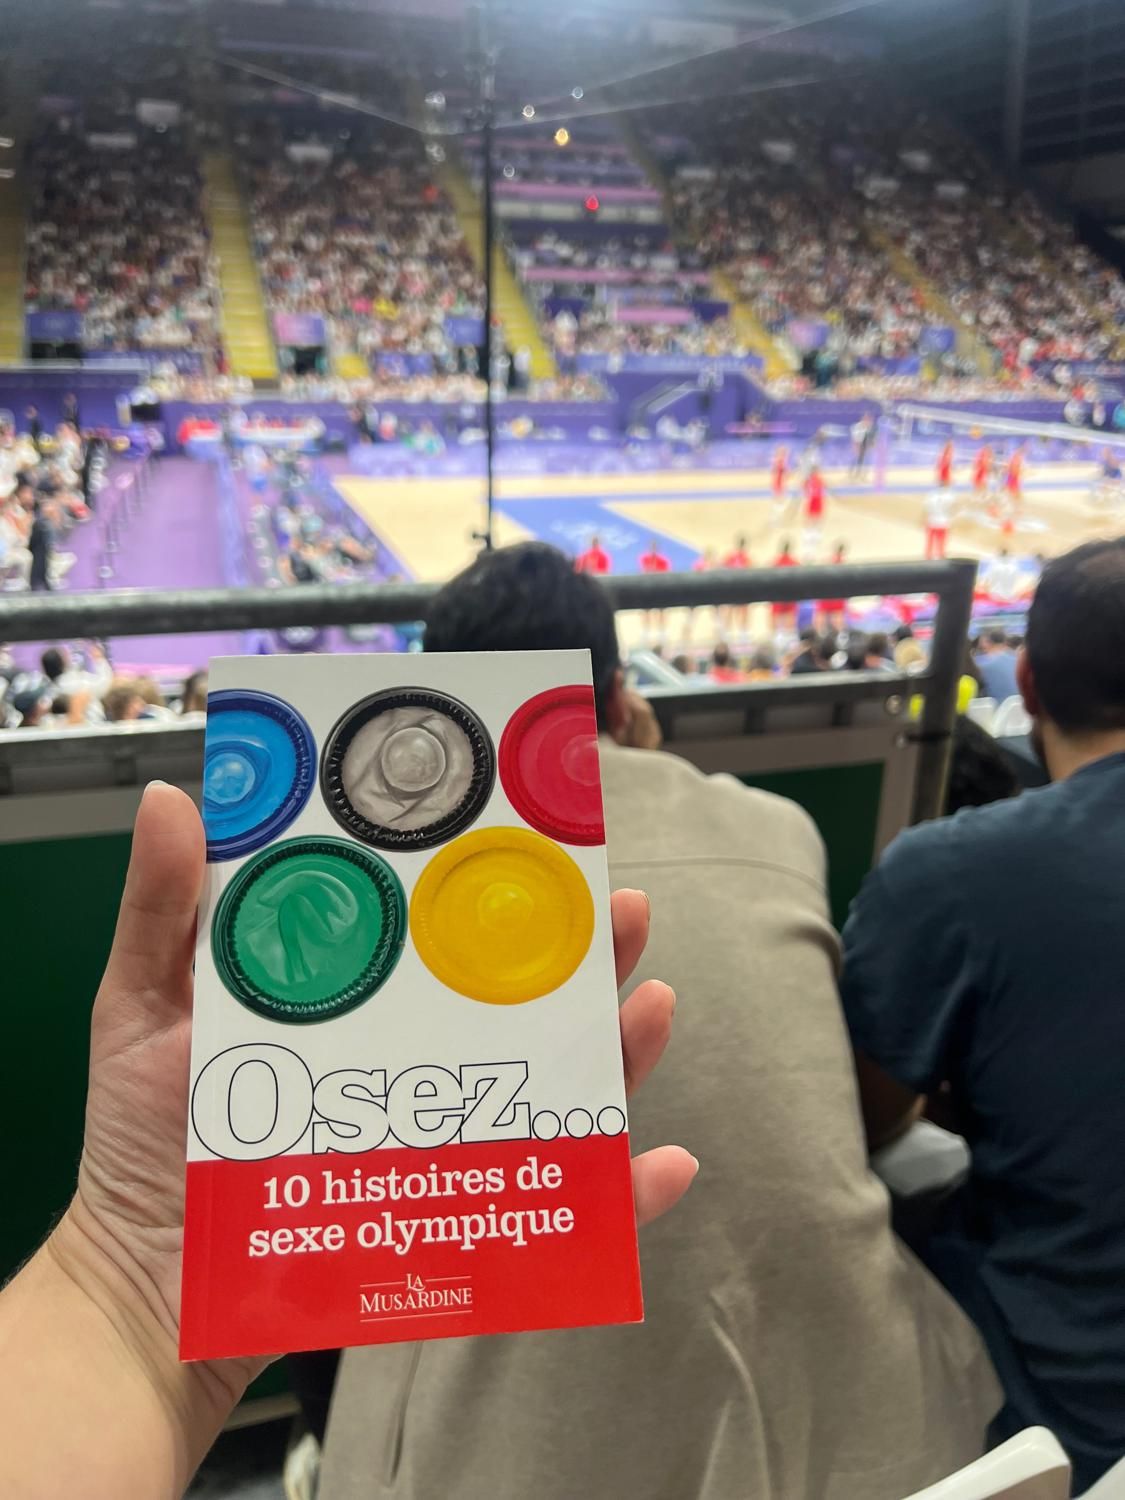 Osez...
10 histoires de
sexe olympique
LA
MUSARDINE